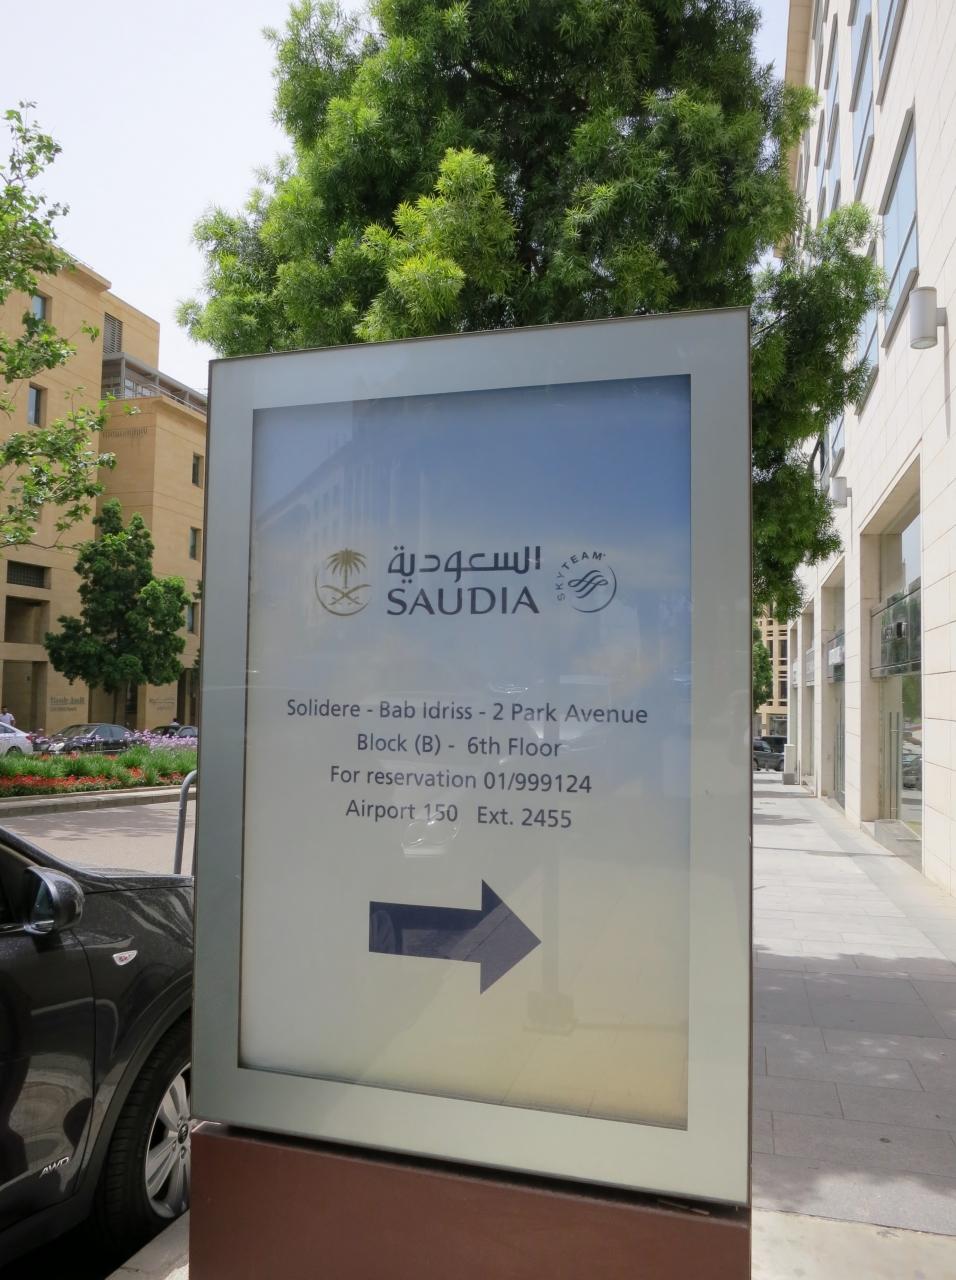 السعودية
SAUDIA
SKYTEAM
Solidere - Bab Idriss - 2 Park Avenue
Block (B) - 6th Floor
For reservation 01/999124
Airport 150 Ext. 2455
AWD